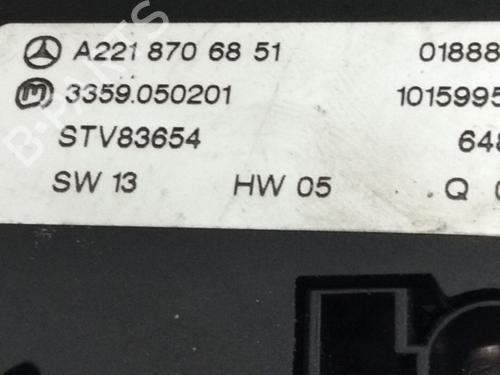 A221 870 68 51 01888
3359.050201 1015995
STV83654 648
SW 13 HW 05 Q
B-PARTS